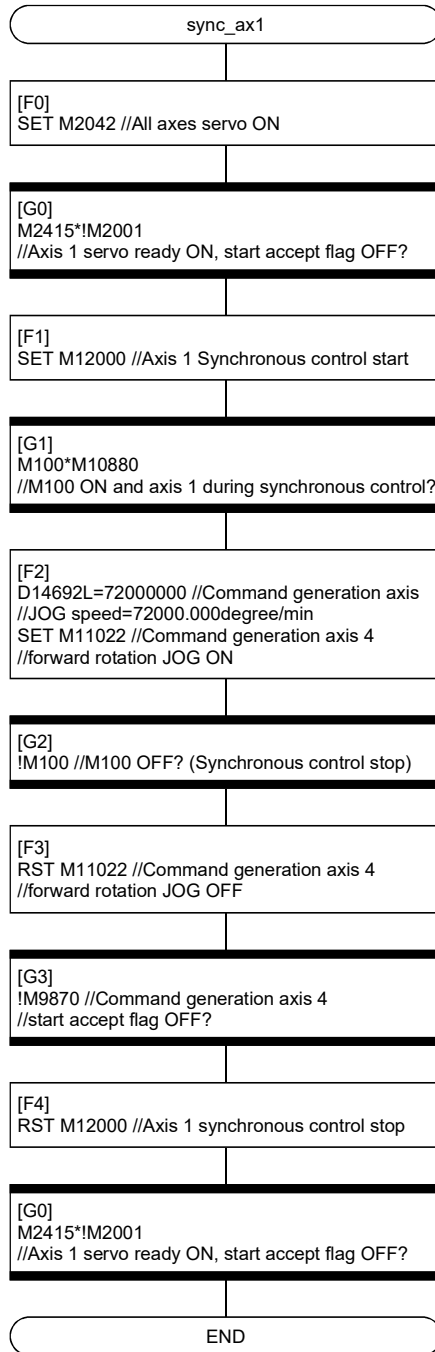 sync_ax1
[F0]
SET M2042 //All axes servo ON
[G0]
M2415*!M2001
//Axis 1 servo ready ON, start accept flag OFF?
[F1]
SET M12000 //Axis 1 Synchronous control start
[G1]
M100*M10880
//M100 ON and axis 1 during synchronous control?
[F2]
D14692L=72000000 //Command generation axis
//JOG speed=72000.000degree/min
SET M11022 //Command generation axis 4
//forward rotation JOG ON
[G2]
!M100 //M100 OFF? (Synchronous control stop)
[F3]
RST M11022 //Command generation axis 4
//forward rotation JOG OFF
[G3]
!M9870 //Command generation axis 4
//start accept flag OFF?
[F4]
RST M12000 //Axis 1 synchronous control stop
[G0]
M2415*!M2001
//Axis 1 servo ready ON, start accept flag OFF?
END